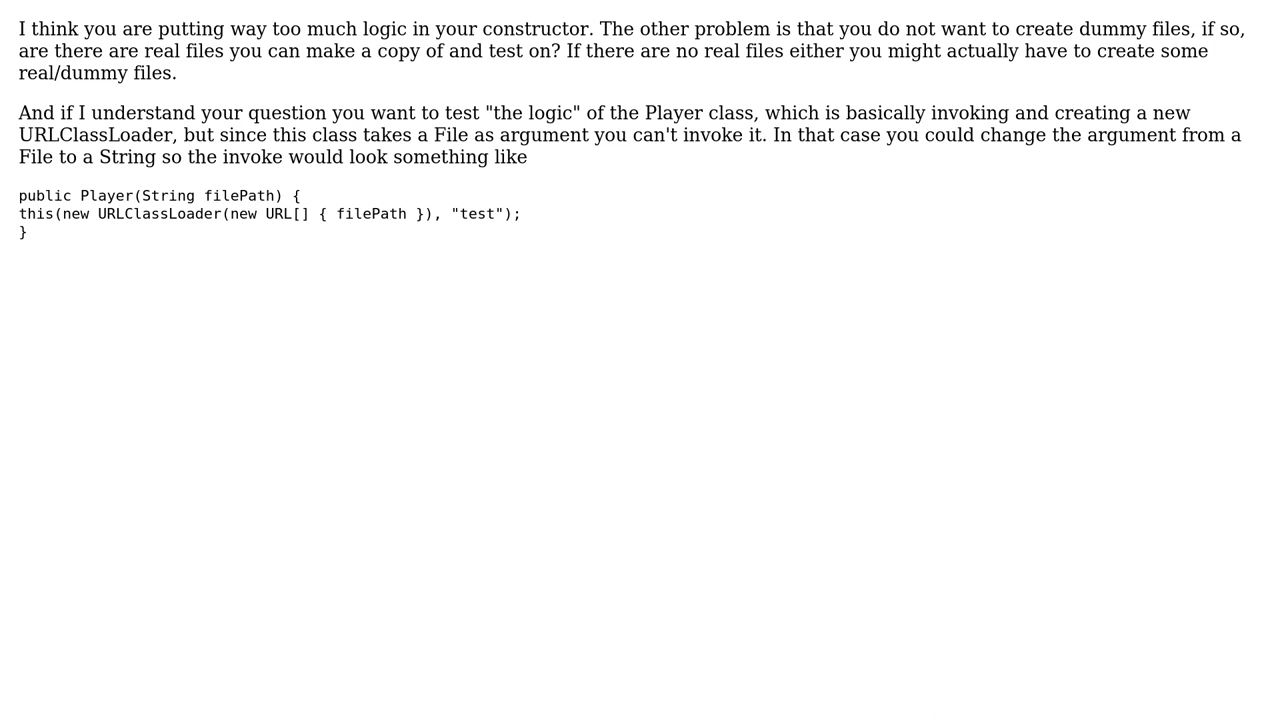 I think you are putting way too much logic in your constructor. The other problem is that you do not want to create dummy files, if so,
are there are real files you can make a copy of and test on? If there are no real files either you might actually have to create some
real/dummy files.
And if I understand your question you want to test "the logic" of the Player class, which is basically invoking and creating a new
URLClassLoader, but since this class takes a File as argument you can't invoke it. In that case you could change the argument from a
File to a String so the invoke would look something like
public Player(String filePath) {
this(new URLClassLoader(new URL[] { filePath }), "test");
}